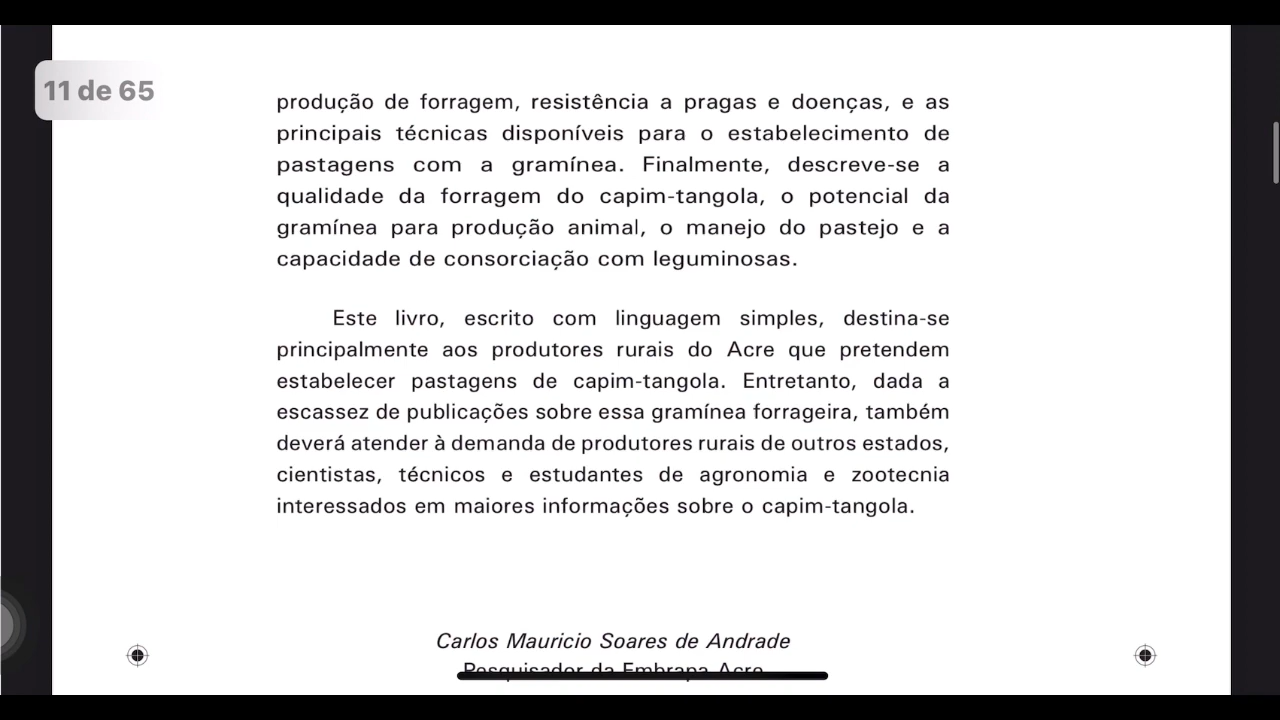 11 de 65
produção de forragem, resistência a pragas e doenças, e as
principais técnicas disponíveis para o estabelecimento de
pastagens com a gramínea. Finalmente, descreve-se a
qualidade da forragem do capim-tangola, o potencial da
gramínea para produção animal, o manejo do pastejo e a
capacidade de consorciação com leguminosas.
Este livro, escrito com linguagem simples, destina-se
principalmente aos produtores rurais do Acre que pretendem
estabelecer pastagens de capim-tangola. Entretanto, dada a
escassez de publicações sobre essa gramínea forrageira, também
deverá atender à demanda de produtores rurais de outros estados,
cientistas, técnicos e estudantes de agronomia e zootecnia
interessados em maiores informações sobre o capim-tangola.
Carlos Mauricio Soares de Andrade
Pesquisador da Embrapa Acre